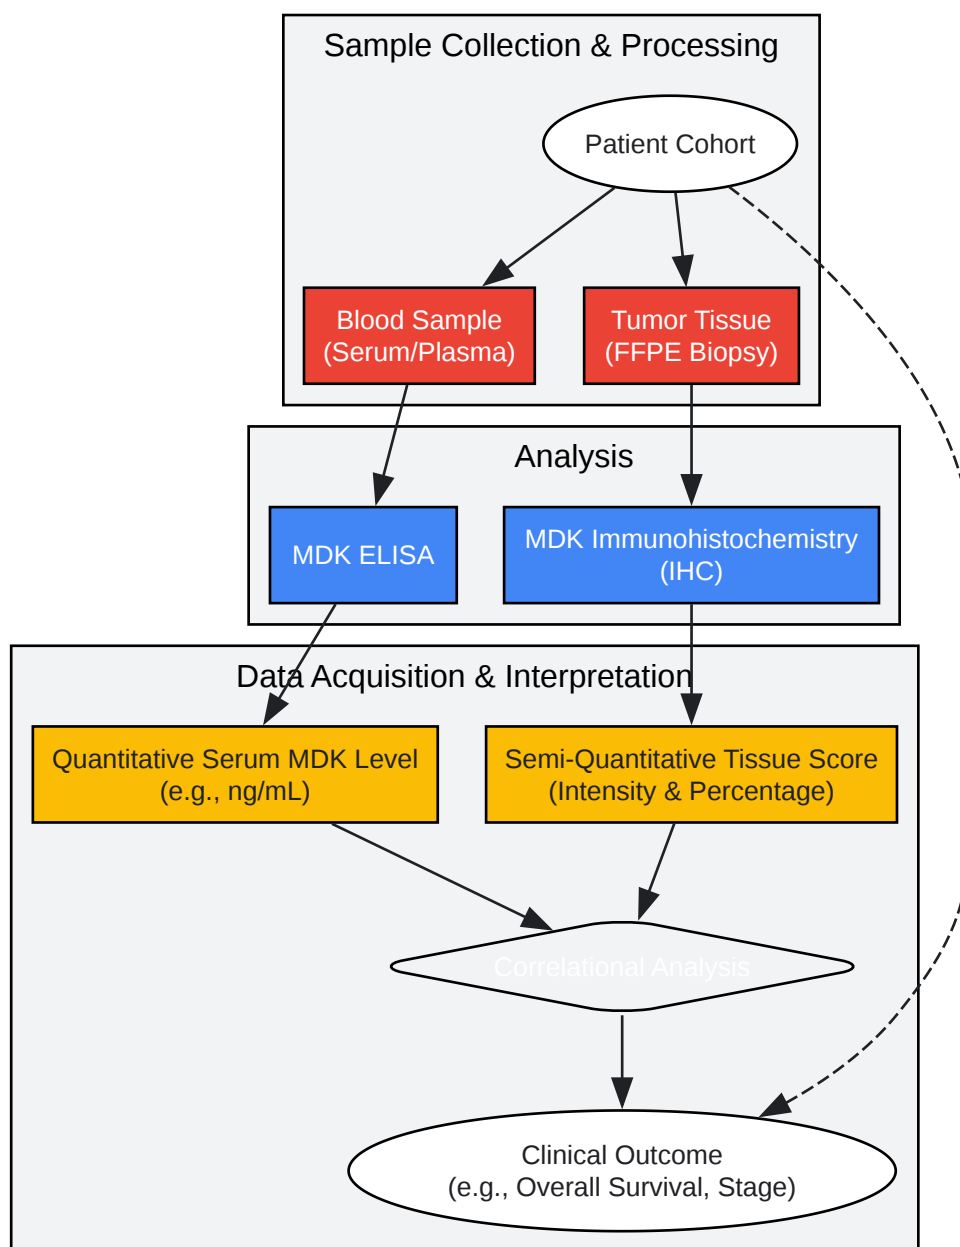 Sample Collection & Processing
Patient Cohort
Blood Sample
(Serum/Plasma)
Tumor Tissue
(FFPE Biopsy)
Analysis
MDK ELISA
MDK Immunohistochemistry
(IHC)
Data Acquisition & Interpretation
Quantitative Serum MDK Level
(e.g., ng/mL)
Semi-Quantitative Tissue Score
(Intensity & Percentage)
Correlational Analysis
Clinical Outcome
(e.g., Overall Survival, Stage)